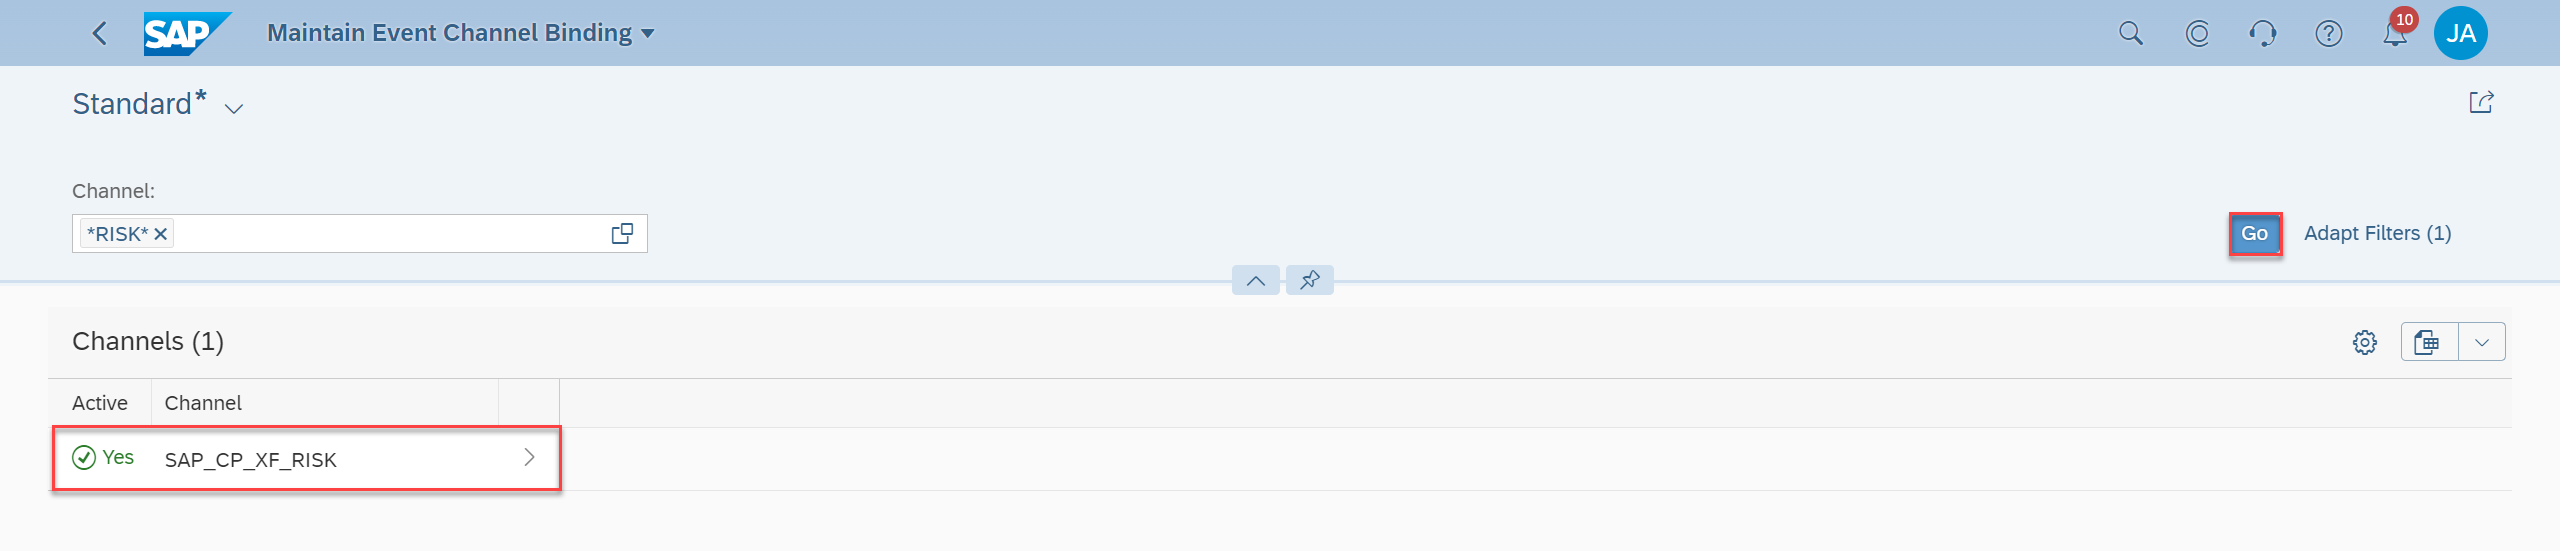 SAP Maintain Event Channel Binding 10 JA
Standard*
Channel:
*RISK*
Go Adapt Filters (1)
Channels (1)
Active Channel
Yes SAP_CP_XF_RISK